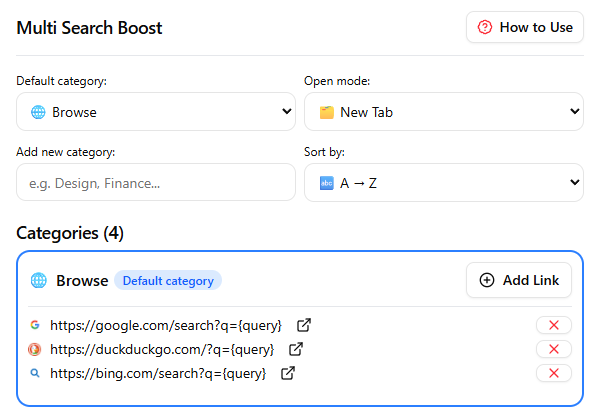 Multi Search Boost
How to Use
Default category:
Open mode:
Browse
New Tab
Add new category:
Sort by:
e.g. Design, Finance...
abc A → Z
Categories (4)
Browse Default category
Add Link
https://google.com/search?q={query}
https://duckduckgo.com/?q={query}
https://bing.com/search?q={query}